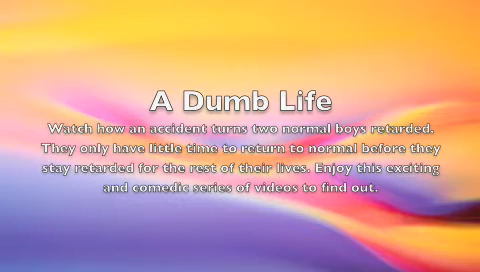 A Dumb Life
Watch how an accident turns two normal boys retarded.
They only have little time to return to normal before they
stay retarded for the rest of their lives. Enjoy this exciting
and comedic series of videos to find out.